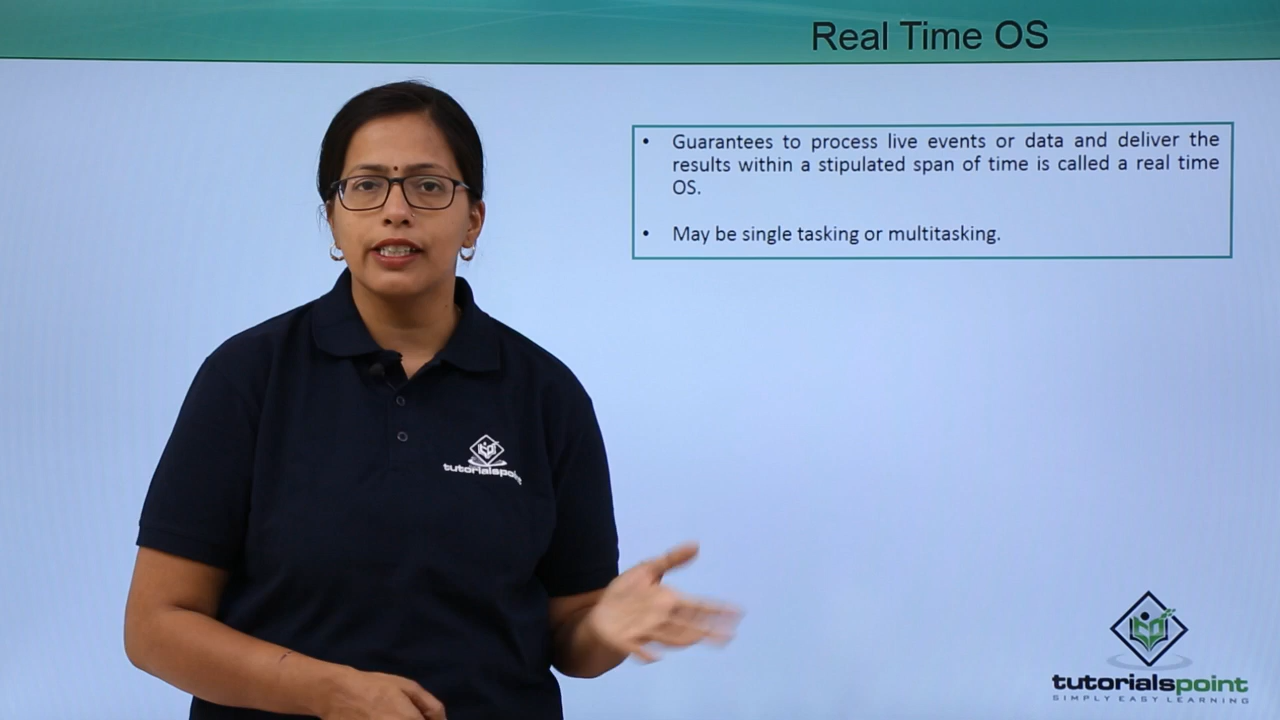 Real Time OS
• Guarantees to process live events or data and deliver the
results within a stipulated span of time is called a real time
OS.
• May be single tasking or multitasking.
tutorialspoint
tutorialspoint
SIMPLY EASY LEARNING